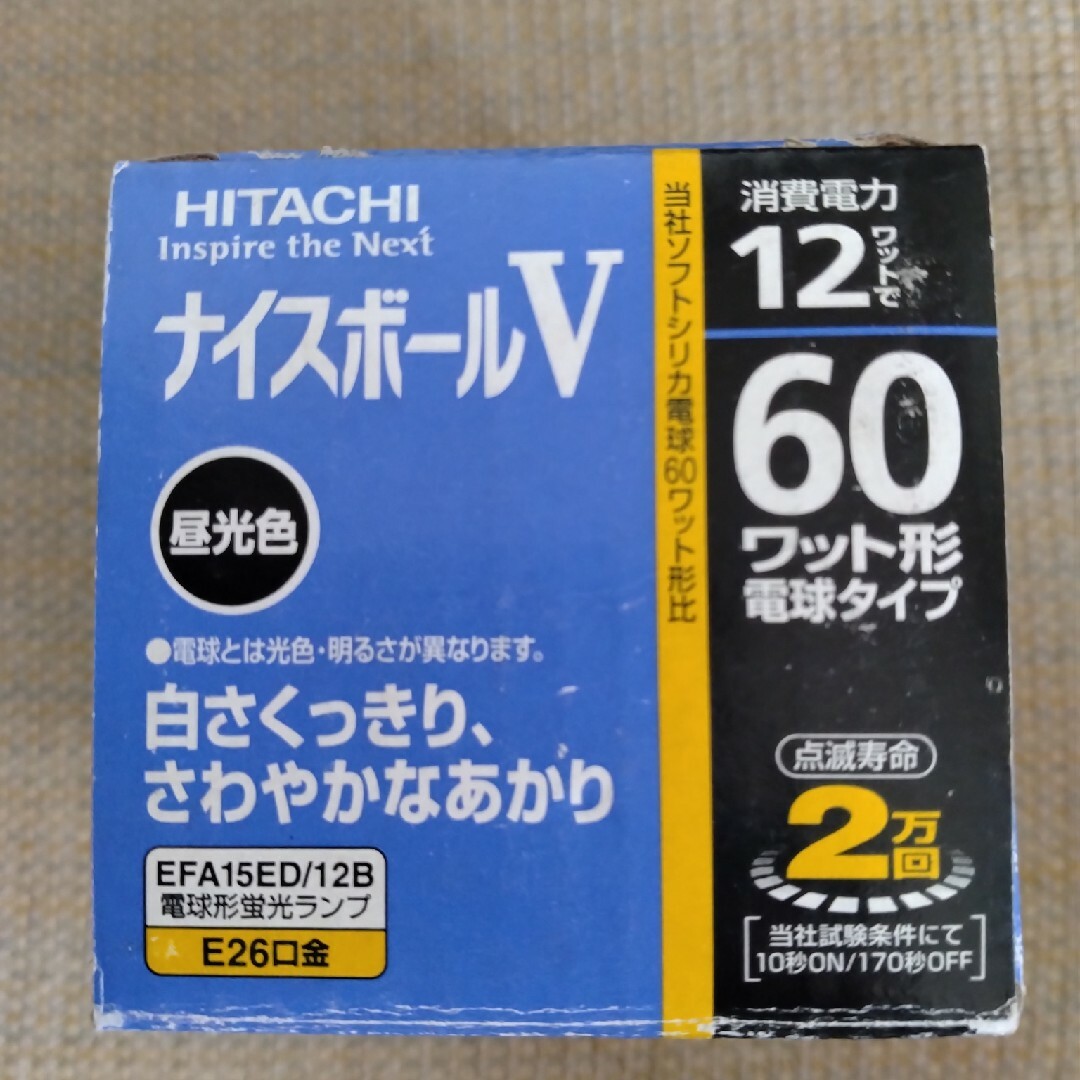 HITACHI
Inspire the Next
ナイスボールV
昼光色
●電球とは光色・明るさが異なります。
白さくっきり、
さわやかなあかり
EFA15ED/12B
電球形蛍光ランプ
E26口金
当社ソフトシリカ電球60ワット形比
消費電力
12ワットで
60
ワット形
電球タイプ
点滅寿命
2万回
当社試験条件にて
10秒ON/170秒OFF